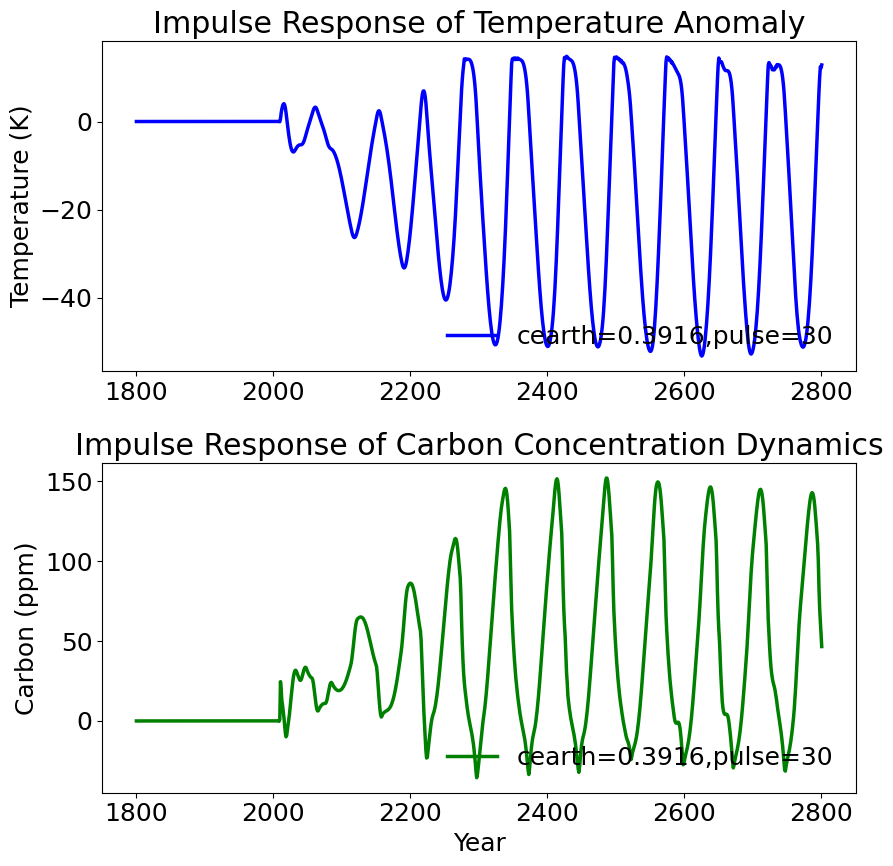 Impulse Response of Temperature Anomaly
Temperature (K)
0
−20
−40
cearth=0.3916,pulse=30
1800 2000 2200 2400 2600 2800
Impulse Response of Carbon Concentration Dynamics
Carbon (ppm)
150
100
50
0
cearth=0.3916,pulse=30
1800 2000 2200 2400 2600 2800
Year